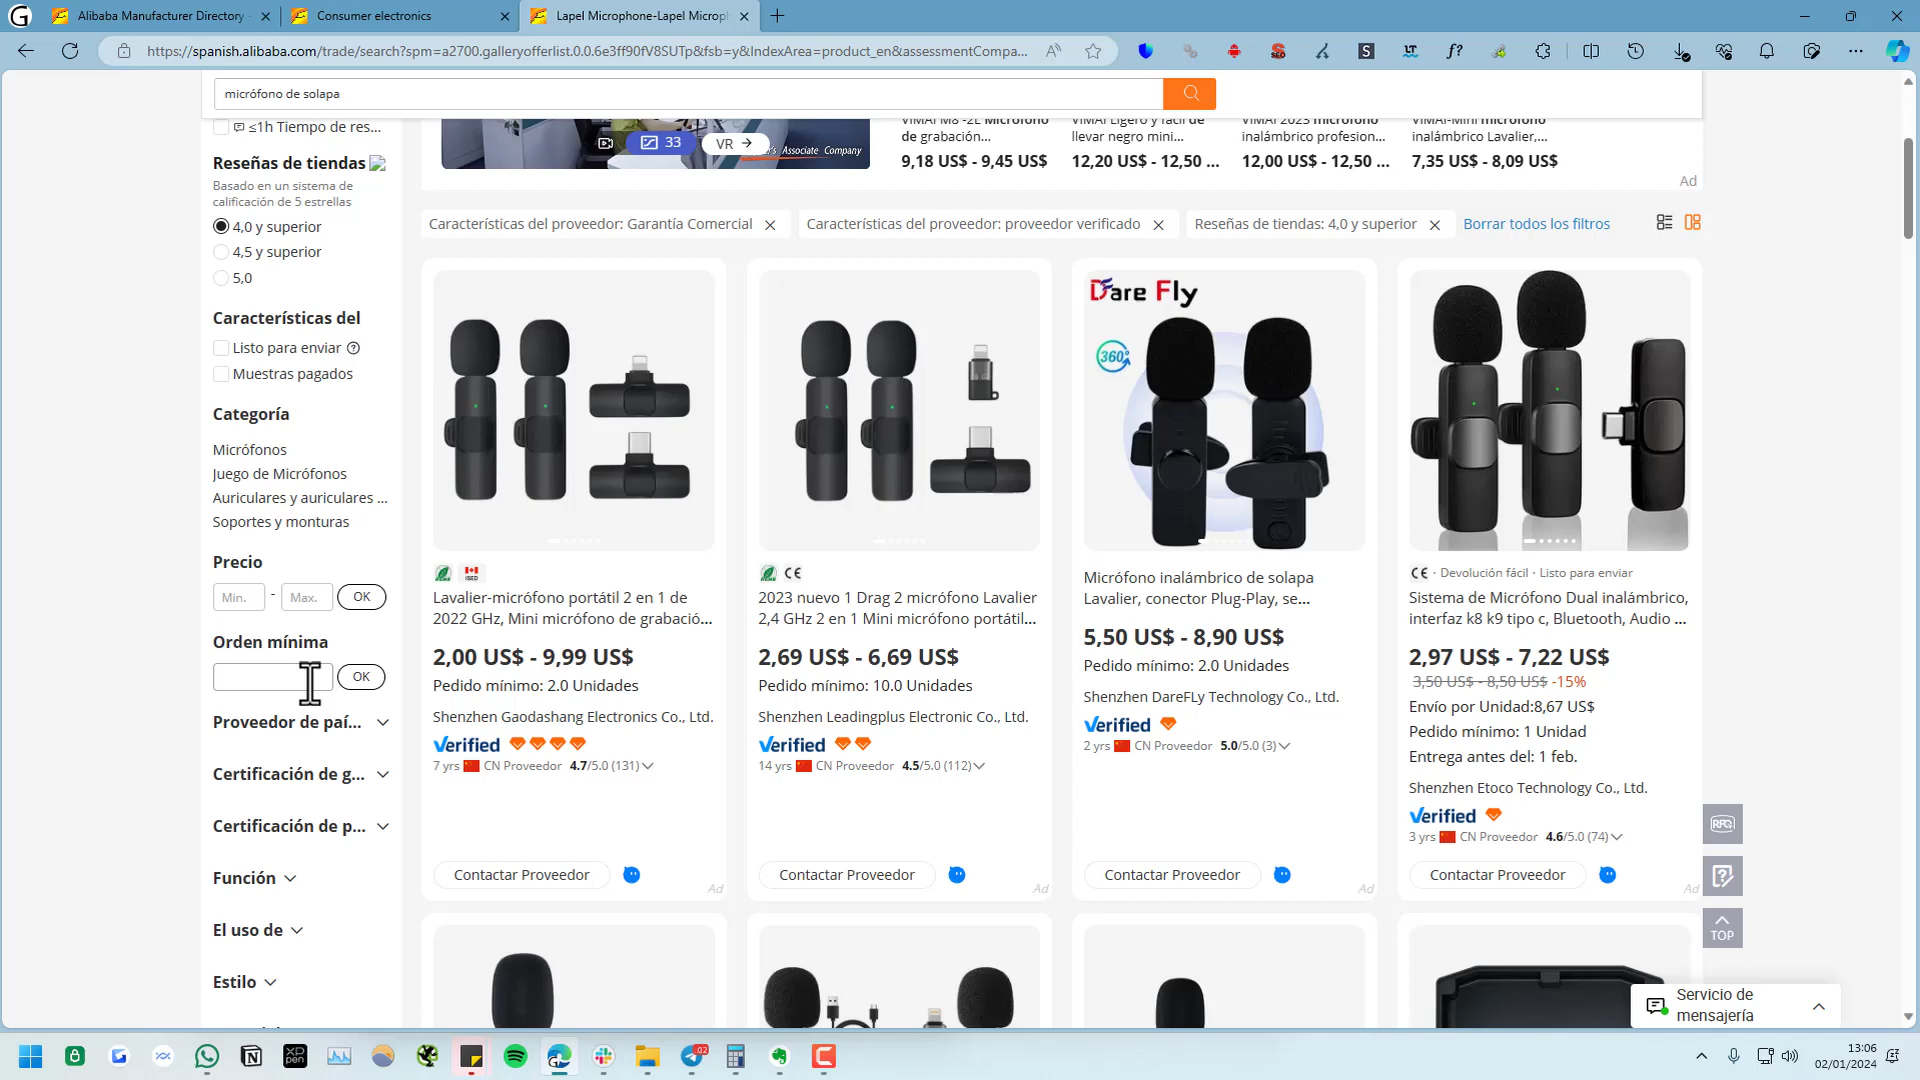 Alibaba Manufacturer Directory
Consumer electronics
Lapel Microphone-Lapel Microp
https://spanish.alibaba.com/trade/search?spm=a2700.galleryofferlist.0.0.6e3ff90fV8SUTp&fsb=y&IndexArea=product_en&assessmentCompa...
micrófono de solapa
≤1h Tiempo de res...
Reseñas de tiendas
Basado en un sistema de
calificación de 5 estrellas
4,0 y superior
4,5 y superior
5,0
Características del
Listo para enviar
Muestras pagados
Categoría
Micrófonos
Juego de Micrófonos
Auriculares y auriculares ...
Soportes y monturas
Precio
Min. - Max. OK
Orden mínima
OK
Proveedor de paí...
Certificación de g...
Certificación de p...
Función
El uso de
Estilo
33
VR
's Associate Company
VIMAI M8 -2L Micrófono
de grabación...
9,18 US$ - 9,45 US$
VIMAI Ligero y fácil de
llevar negro mini...
12,20 US$ - 12,50 ...
VIMAI 2023 micrófono
inalámbrico profesion...
12,00 US$ - 12,50 ...
VIMAI-Mini micrófono
inalámbrico Lavalier,...
7,35 US$ - 8,09 US$
Ad
Características del proveedor: Garantía Comercial
Características del proveedor: proveedor verificado
Reseñas de tiendas: 4,0 y superior
Borrar todos los filtros
ISED
Lavalier-micrófono portátil 2 en 1 de
2022 GHz, Mini micrófono de grabació...
2,00 US$ - 9,99 US$
Pedido mínimo: 2.0 Unidades
Shenzhen Gaodashang Electronics Co., Ltd.
Verified
7 yrs CN Proveedor 4.7/5.0 (131)
Contactar Proveedor
Ad
CE
2023 nuevo 1 Drag 2 micrófono Lavalier
2,4 GHz 2 en 1 Mini micrófono portátil...
2,69 US$ - 6,69 US$
Pedido mínimo: 10.0 Unidades
Shenzhen Leadingplus Electronic Co., Ltd.
Verified
14 yrs CN Proveedor 4.5/5.0 (112)
Contactar Proveedor
Ad
Dare Fly
360°
Micrófono inalámbrico de solapa
Lavalier, conector Plug-Play, se...
5,50 US$ - 8,90 US$
Pedido mínimo: 2.0 Unidades
Shenzhen DareFLy Technology Co., Ltd.
Verified
2 yrs CN Proveedor 5.0/5.0 (3)
Contactar Proveedor
Ad
CE · Devolución fácil · Listo para enviar
Sistema de Micrófono Dual inalámbrico,
interfaz k8 k9 tipo c, Bluetooth, Audio ...
2,97 US$ - 7,22 US$
3,50 US$ - 8,50 US$ -15%
Envío por Unidad:8,67 US$
Pedido mínimo: 1 Unidad
Entrega antes del: 1 feb.
Shenzhen Etoco Technology Co., Ltd.
Verified
3 yrs CN Proveedor 4.6/5.0 (74)
Contactar Proveedor
Ad
RFQ
TOP
Servicio de
mensajería
13:06
02/01/2024